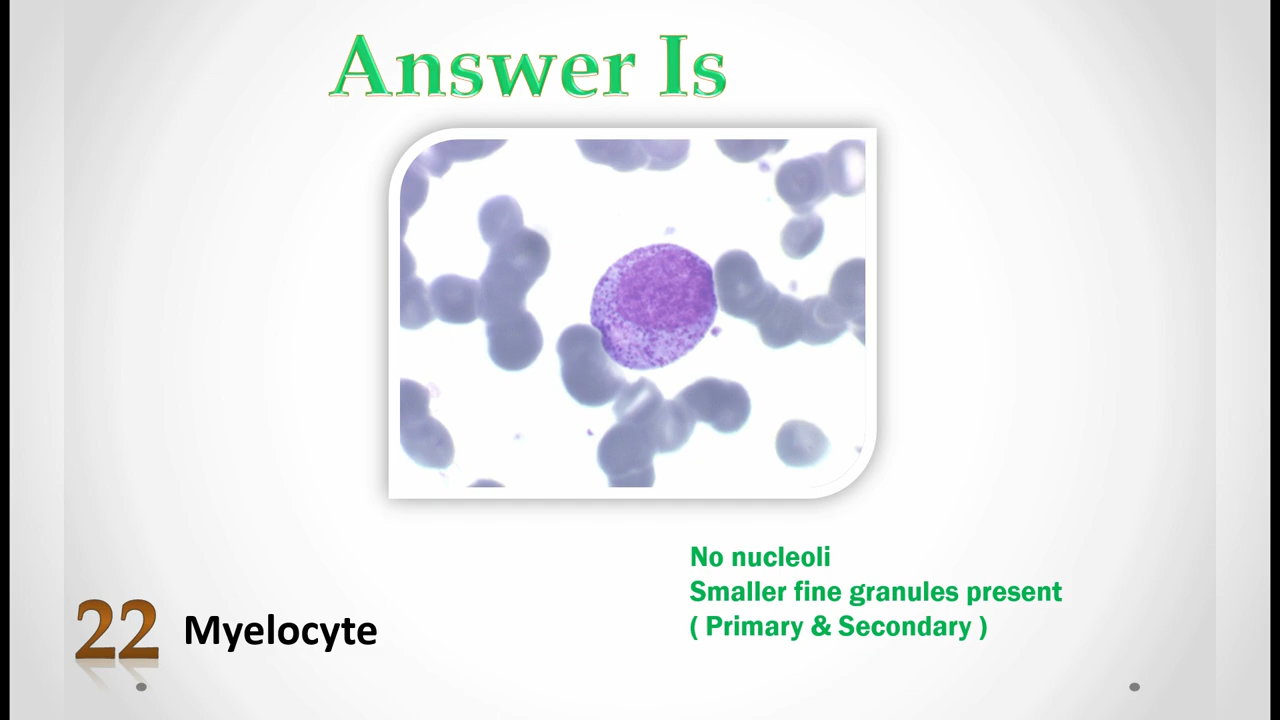 Answer Is
No nucleoli
Smaller fine granules present
( Primary & Secondary )
22 Myelocyte